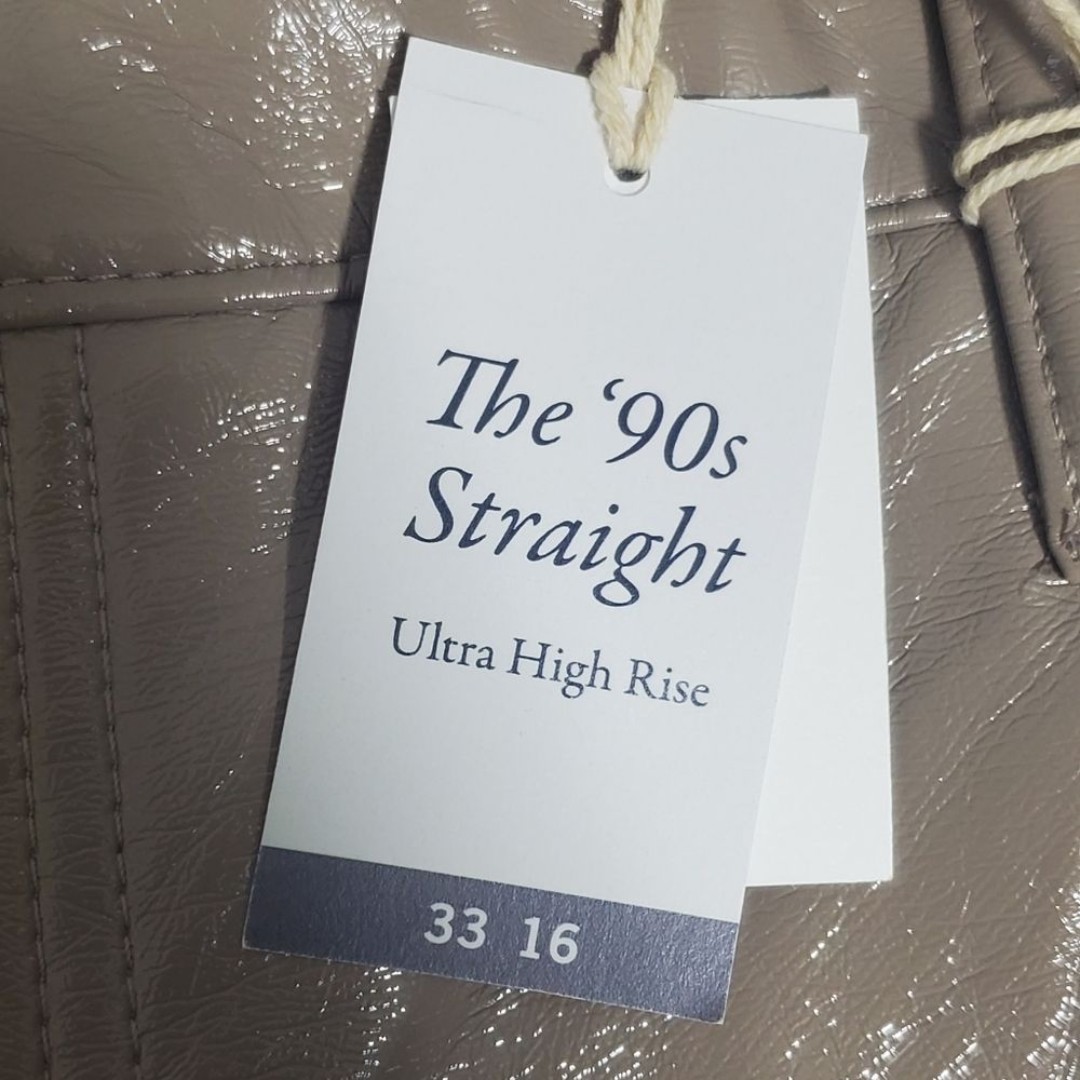 The ‘90s
Straight
Ultra High Rise
33 16